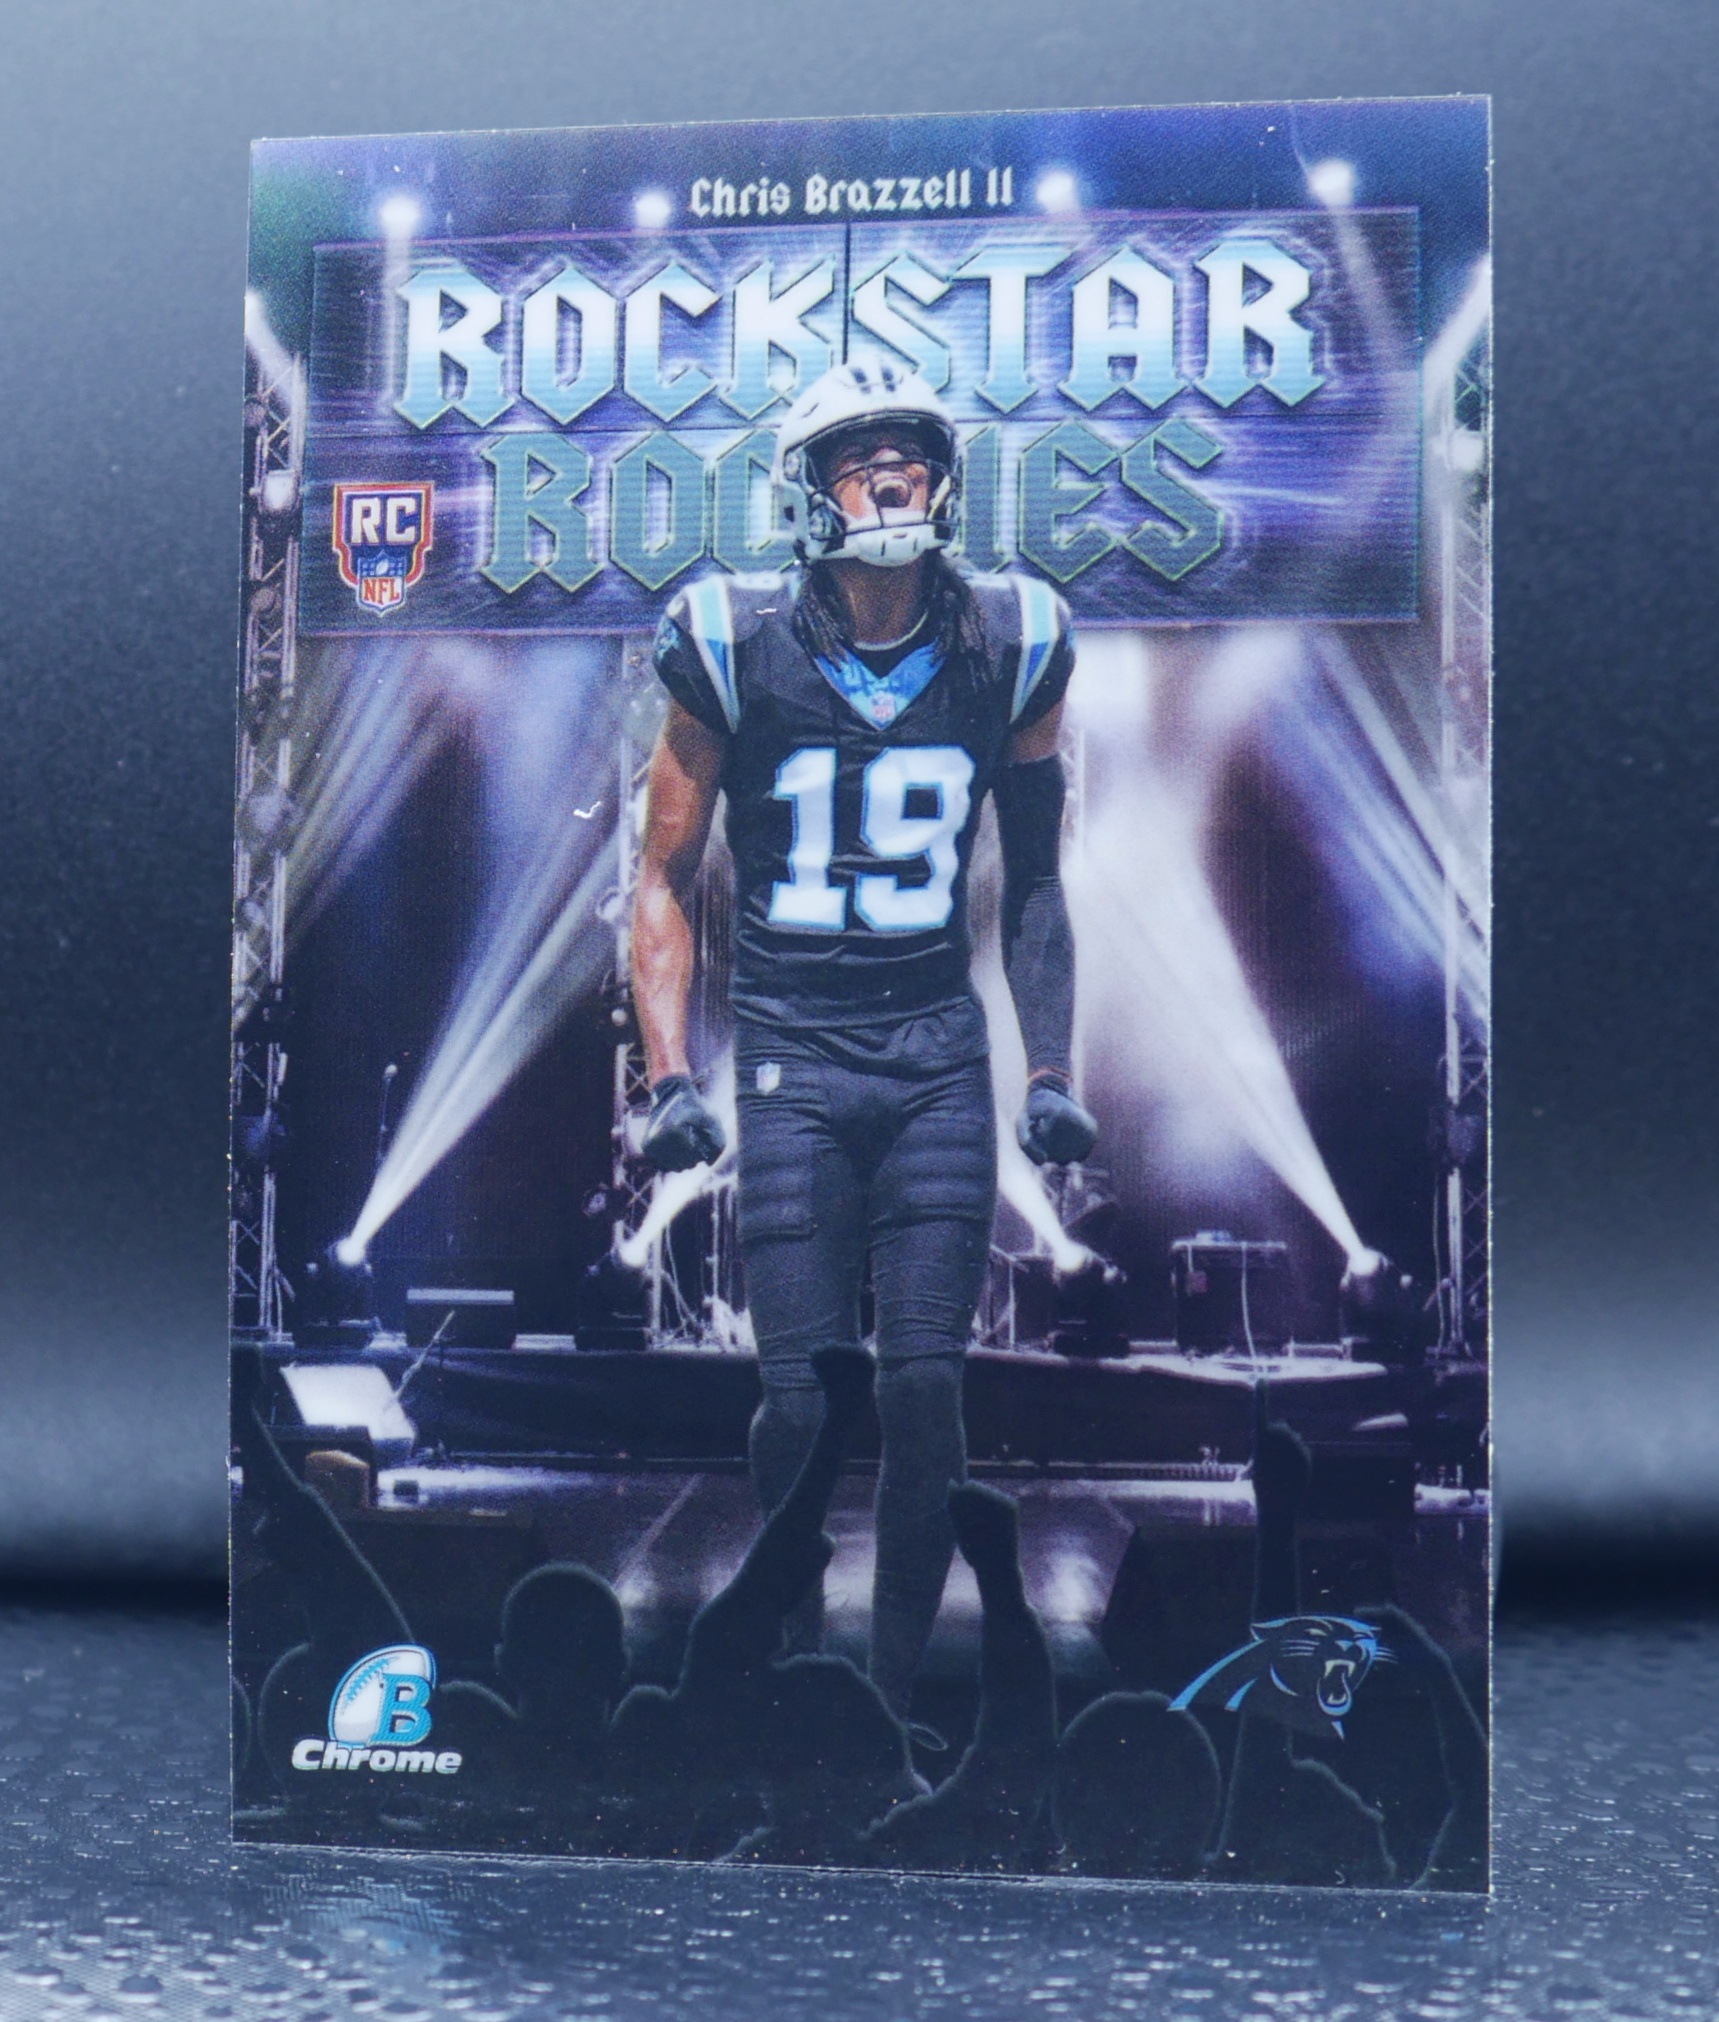 Chris Brazzell II
ROCKSTAR
ROOKIES
RC
NFL
19
B
Chrome